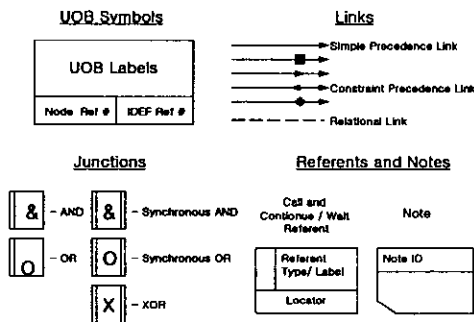 UOB Symbols
UOB Labels
Node Ref #
IDEF Ref #
Links
Simple Precedence Link
Constraint Precedence Link
Relational Link
Junctions
& - AND
& - Synchronous AND
O - OR
O - Synchronous OR
X - XOR
Referents and Notes
Call and
Contionue / Wait
Referent
Referent
Type/ Label
Locator
Note
Note ID